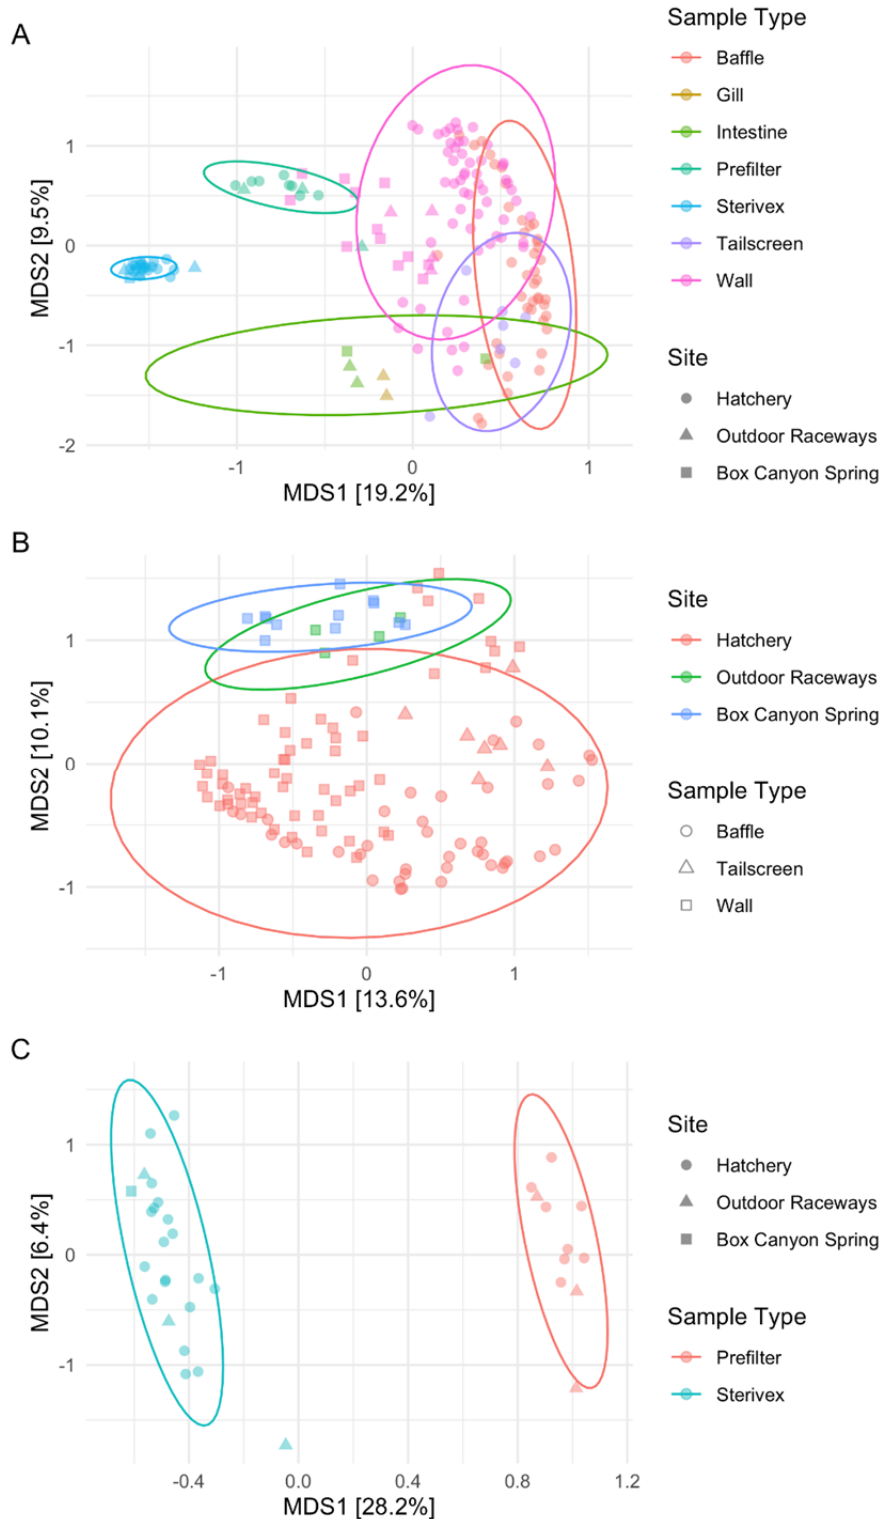 A
Sample Type
Baffle
Gill
Intestine
Prefilter
Sterivex
Tailscreen
Wall
Site
Hatchery
Outdoor Raceways
Box Canyon Spring
MDS2 [9.5%]
1
0
-1
-2
-1
0
1
MDS1 [19.2%]
B
Site
Hatchery
Outdoor Raceways
Box Canyon Spring
Sample Type
Baffle
Tailscreen
Wall
MDS2 [10.1%]
1
0
-1
-1
0
1
MDS1 [13.6%]
C
Site
Hatchery
Outdoor Raceways
Box Canyon Spring
Sample Type
Prefilter
Sterivex
MDS2 [6.4%]
1
0
-1
-0.4
0.0
0.4
0.8
1.2
MDS1 [28.2%]